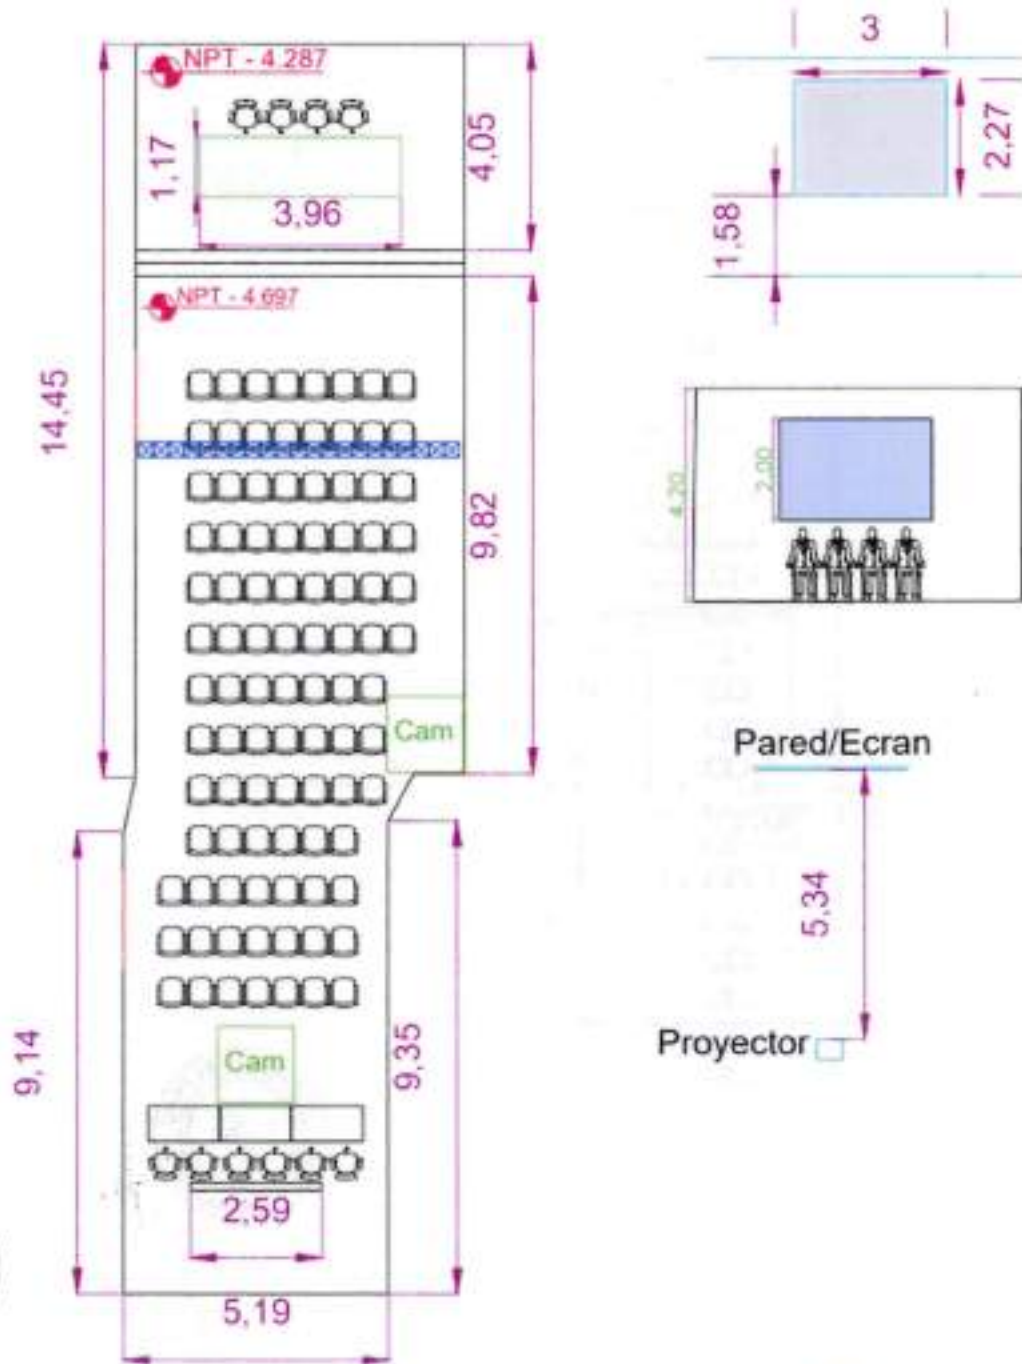 NPT - 4.287
1,17
3,96
4,05
NPT - 4.697
14,45
9,82
Cam
Cam
9,14
9,35
2,59
5,19
3
2,27
1,58
4.20
2,00
Pared/Ecran
5,34
Proyector